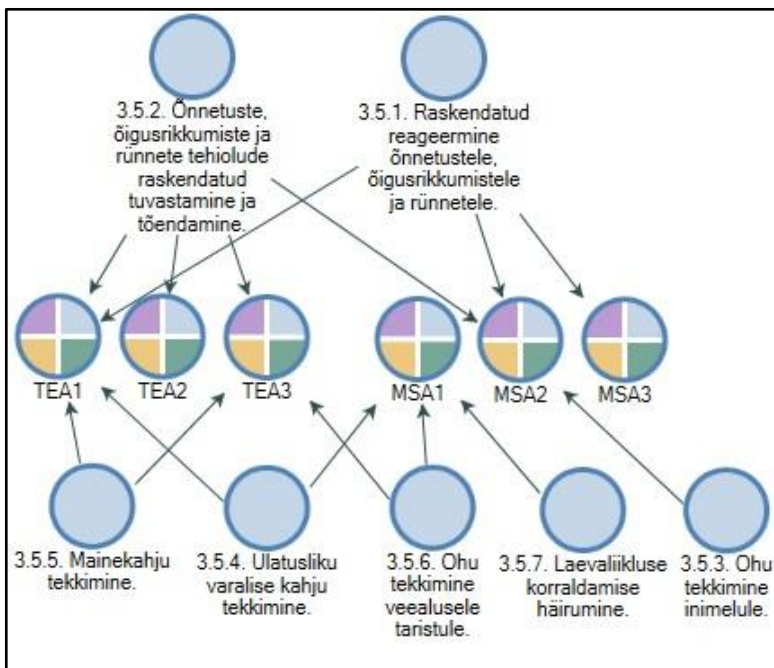 3.5.2. Õnnetuste,
õigusrikkumiste ja
rünnete tehiolude
raskendatud
tuvastamine ja
tõendamine.
3.5.1. Raskendatud
reageermine
õnnetustele,
õigusrikkumistele
ja rünnetele.
TEA1
TEA2
TEA3
MSA1
MSA2
MSA3
3.5.5. Mainekahju
tekkimine.
3.5.4. Ulatusliku
varalise kahju
tekkimine.
3.5.6. Ohu
tekkimine
veealusele
taristule.
3.5.7. Laevaliikluse
korraldamise
häirumine.
3.5.3. Ohu
tekkimine
inimelule.